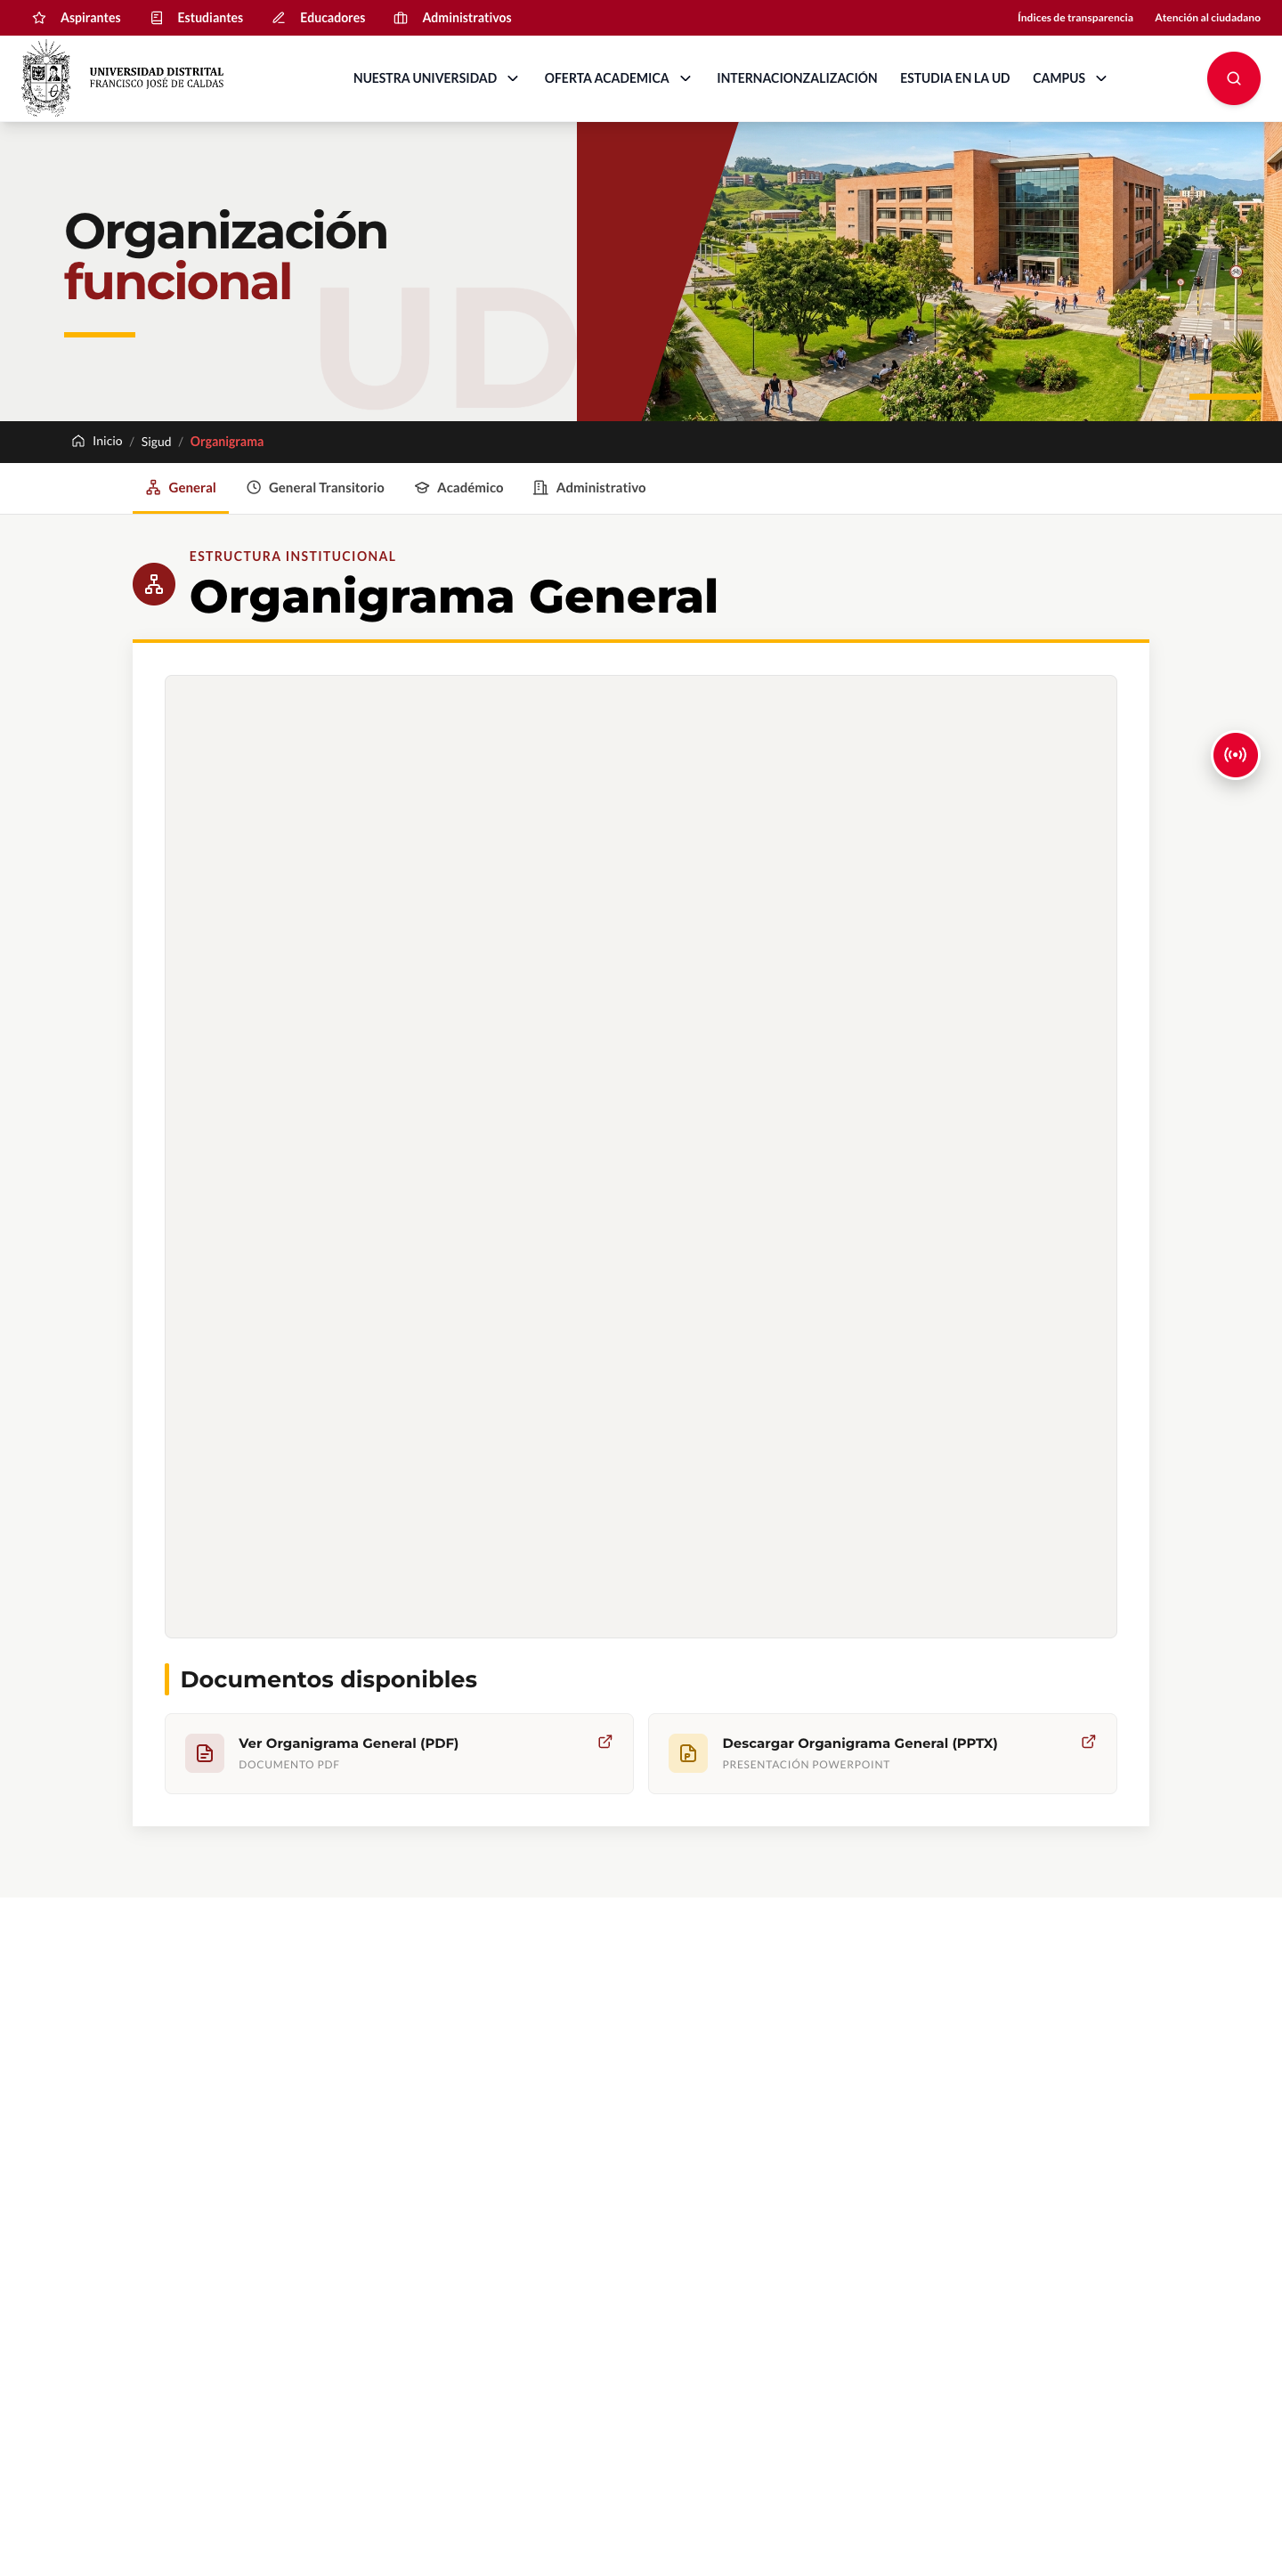 Aspirantes
Estudiantes
Educadores
Administrativos
Índices de transparencia
Atención al ciudadano
UNIVERSIDAD DISTRITAL
FRANCISCO JOSÉ DE CALDAS
NUESTRA UNIVERSIDAD
OFERTA ACADEMICA
INTERNACIONZALIZACIÓN
ESTUDIA EN LA UD
CAMPUS
Organización
funcional
UD
Inicio / Sigud / Organigrama
General
General Transitorio
Académico
Administrativo
ESTRUCTURA INSTITUCIONAL
Organigrama General
Documentos disponibles
Ver Organigrama General (PDF)
DOCUMENTO PDF
Descargar Organigrama General (PPTX)
PRESENTACIÓN POWERPOINT